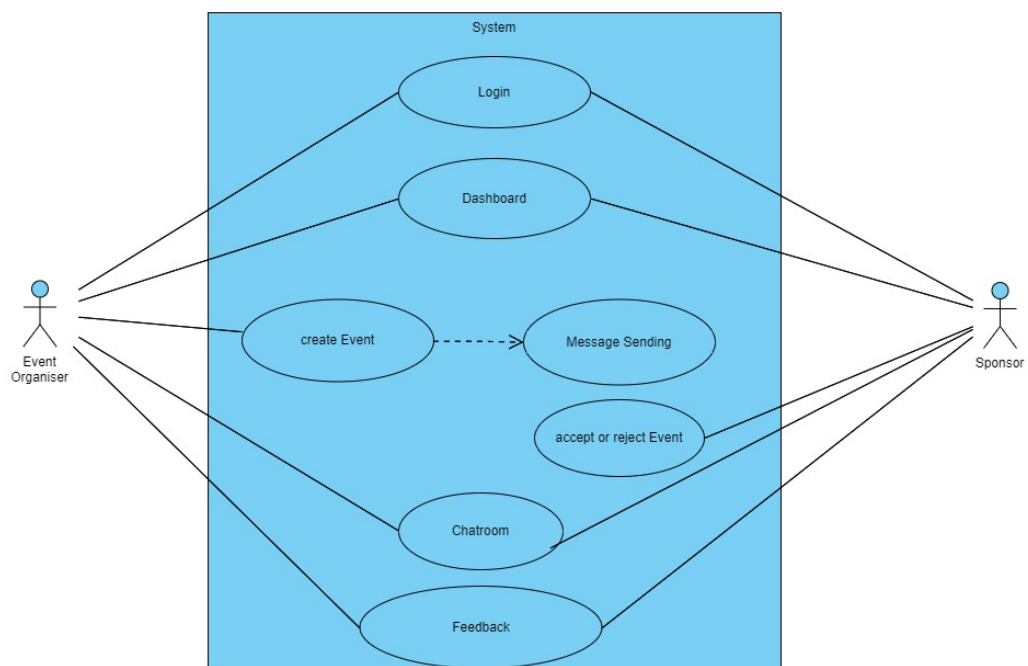 System
Login
Dashboard
create Event
Message Sending
Event
Organiser
Sponsor
accept or reject Event
Chatroom
Feedback